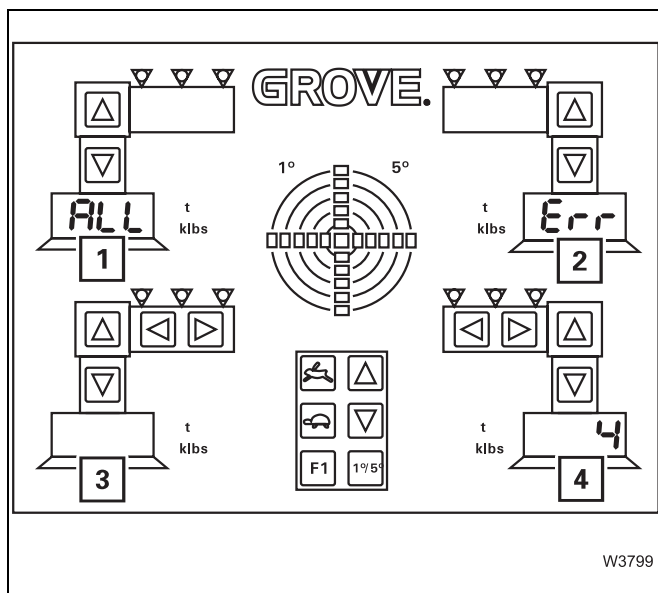 GROVE.
1° 5°
ALL t t Err
klbs klbs
1 2
t t 4
klbs klbs
3 F1 1°/5° 4
W3799